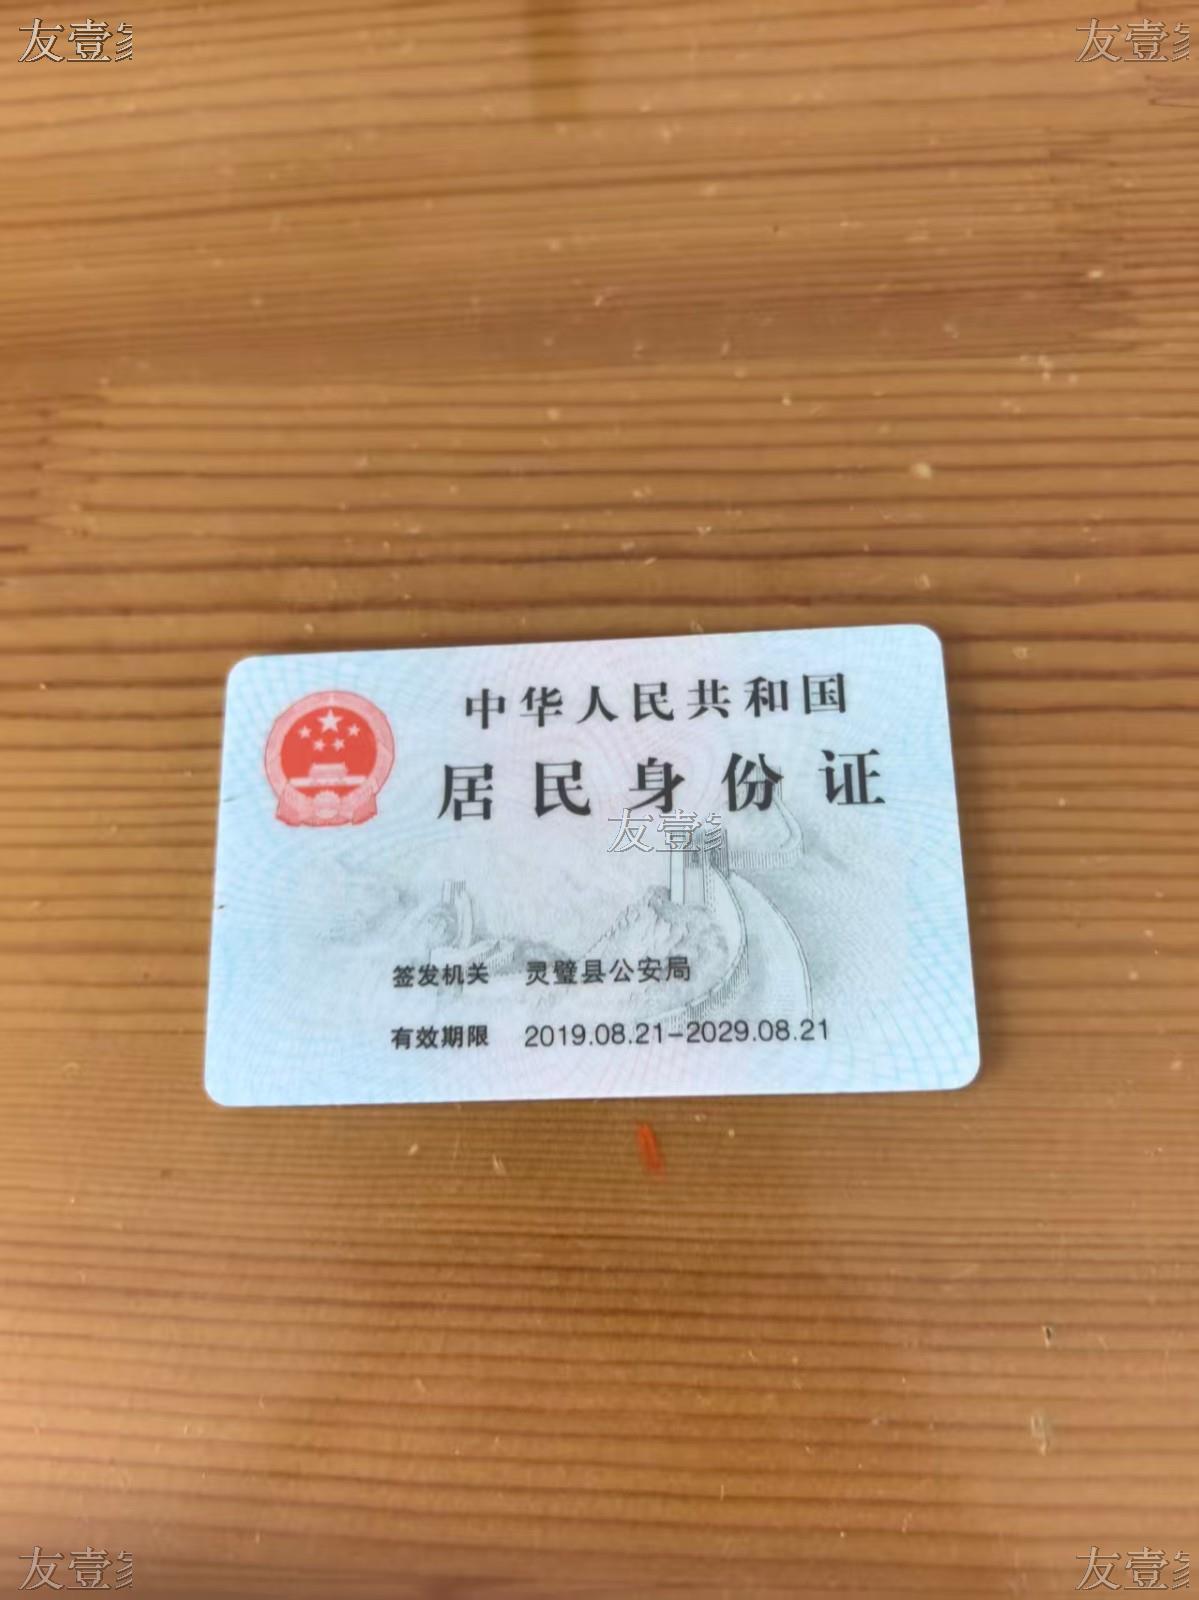 友壹
友壹
中华人民共和国
居民身份证
友壹
签发机关 灵璧县公安局
有效期限 2019.08.21-2029.08.21
友壹
友壹